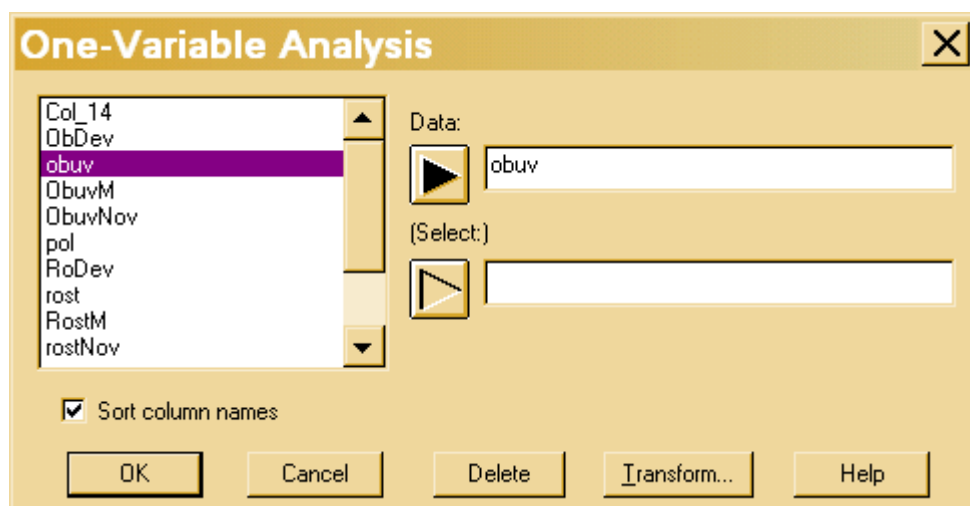 One-Variable Analysis
Col_14
ObDev
obuv
ObuvM
ObuvNov
pol
RoDev
rost
RostM
rostNov
Data:
obuv
(Select:)
Sort column names
OK
Cancel
Delete
Transform...
Help